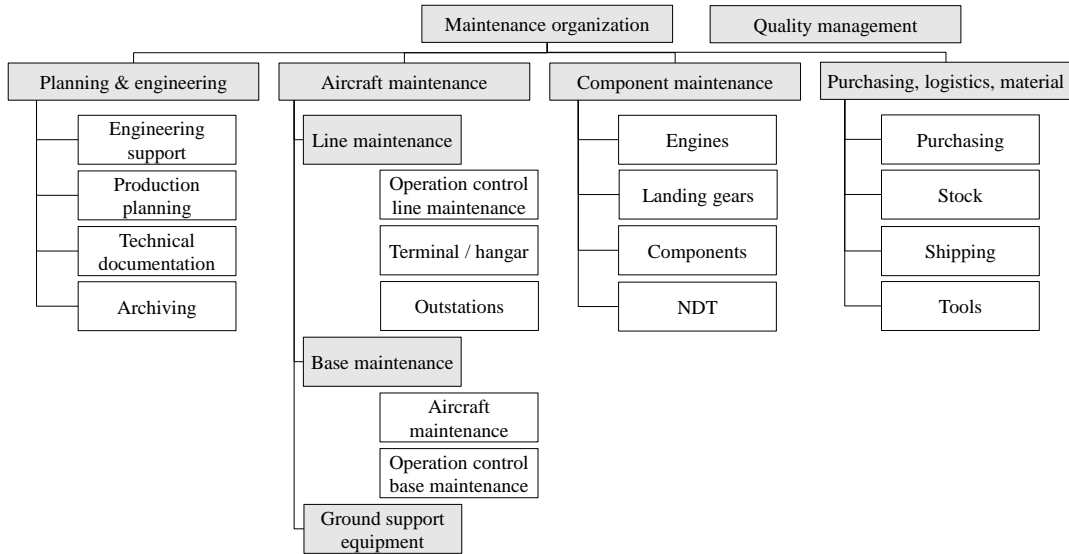 Maintenance organization
Quality management
Planning & engineering
Engineering
support
Production
planning
Technical
documentation
Archiving
Aircraft maintenance
Line maintenance
Operation control
line maintenance
Terminal / hangar
Outstations
Base maintenance
Aircraft
maintenance
Operation control
base maintenance
Ground support
equipment
Component maintenance
Engines
Landing gears
Components
NDT
Purchasing, logistics, material
Purchasing
Stock
Shipping
Tools